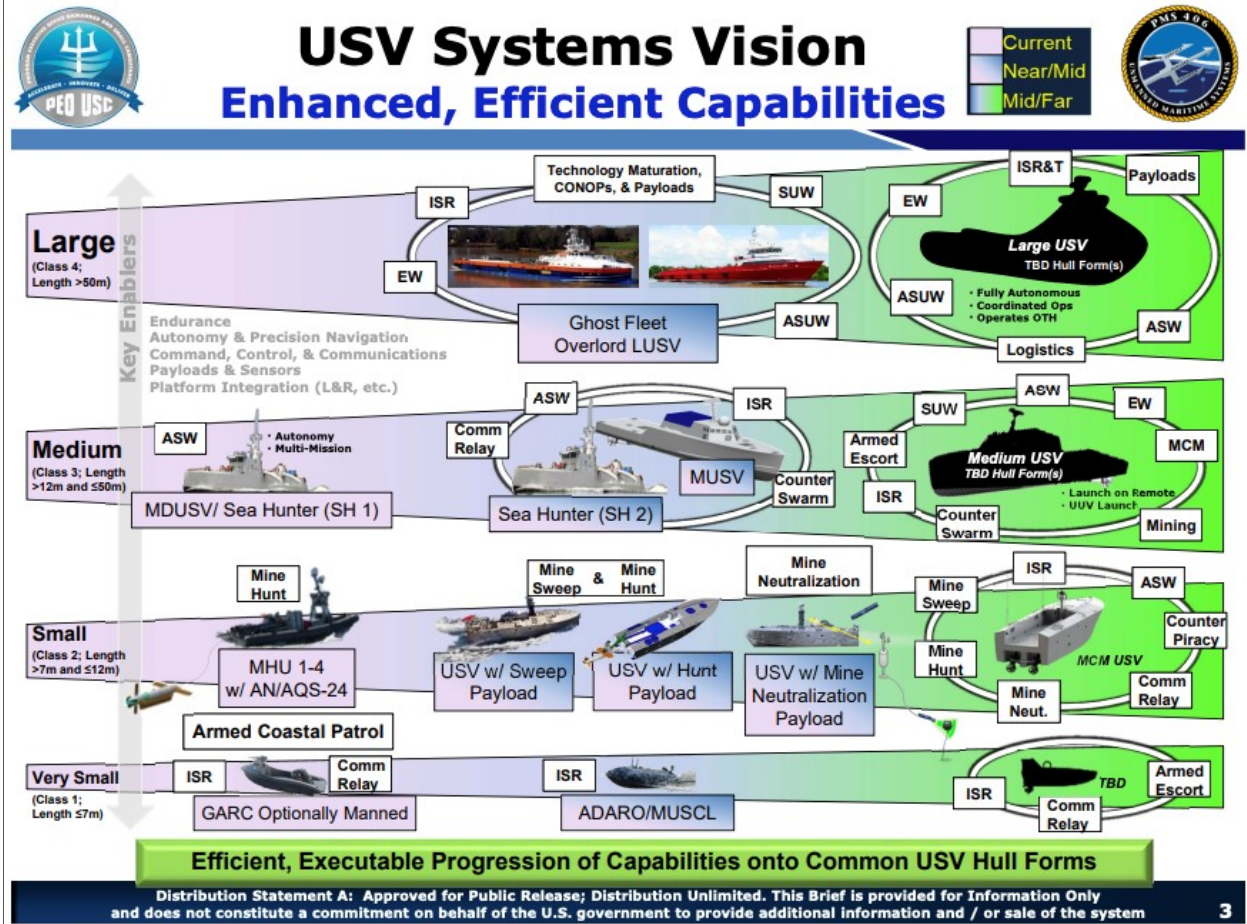 USV Systems Vision
Enhanced, Efficient Capabilities
PEO USC
ACCELERATE - INNOVATE - DELIVER
Current
Near/Mid
Mid/Far
PMS 406
UNMANNED MARITIME SYSTEMS
Key Enablers
Endurance
Autonomy & Precision Navigation
Command, Control, & Communications
Payloads & Sensors
Platform Integration (L&R, etc.)
Large
(Class 4;
Length >50m)
ISR
EW
Technology Maturation,
CONOPs, & Payloads
SUW
ASUW
Ghost Fleet
Overlord LUSV
ISR&T
Payloads
EW
Large USV
TBD Hull Form(s)
• Fully Autonomous
• Coordinated Ops
• Operates OTH
ASUW
ASW
Logistics
Medium
(Class 3; Length
>12m and ≤50m)
ASW
• Autonomy
• Multi-Mission
MDUSV/ Sea Hunter (SH 1)
ASW
ISR
Comm
Relay
MUSV
Counter
Swarm
Sea Hunter (SH 2)
ASW
SUW
EW
Armed
Escort
MCM
Medium USV
TBD Hull Form(s)
• Launch on Remote
• UUV Launch
ISR
Counter
Swarm
Mining
Small
(Class 2; Length
>7m and ≤12m)
Mine
Hunt
MHU 1-4
w/ AN/AQS-24
Mine
Sweep
&
Mine
Hunt
USV w/ Sweep
Payload
USV w/ Hunt
Payload
Mine
Neutralization
USV w/ Mine
Neutralization
Payload
ISR
Mine
Sweep
ASW
Counter
Piracy
Mine
Hunt
MCM USV
Comm
Relay
Mine
Neut.
Very Small
(Class 1;
Length ≤7m)
Armed Coastal Patrol
ISR
Comm
Relay
GARC Optionally Manned
ISR
ADARO/MUSCL
ISR
TBD
Armed
Escort
Comm
Relay
Efficient, Executable Progression of Capabilities onto Common USV Hull Forms
Distribution Statement A: Approved for Public Release; Distribution Unlimited. This Brief is provided for Information Only
and does not constitute a commitment on behalf of the U.S. government to provide additional information and / or sale of the system
3